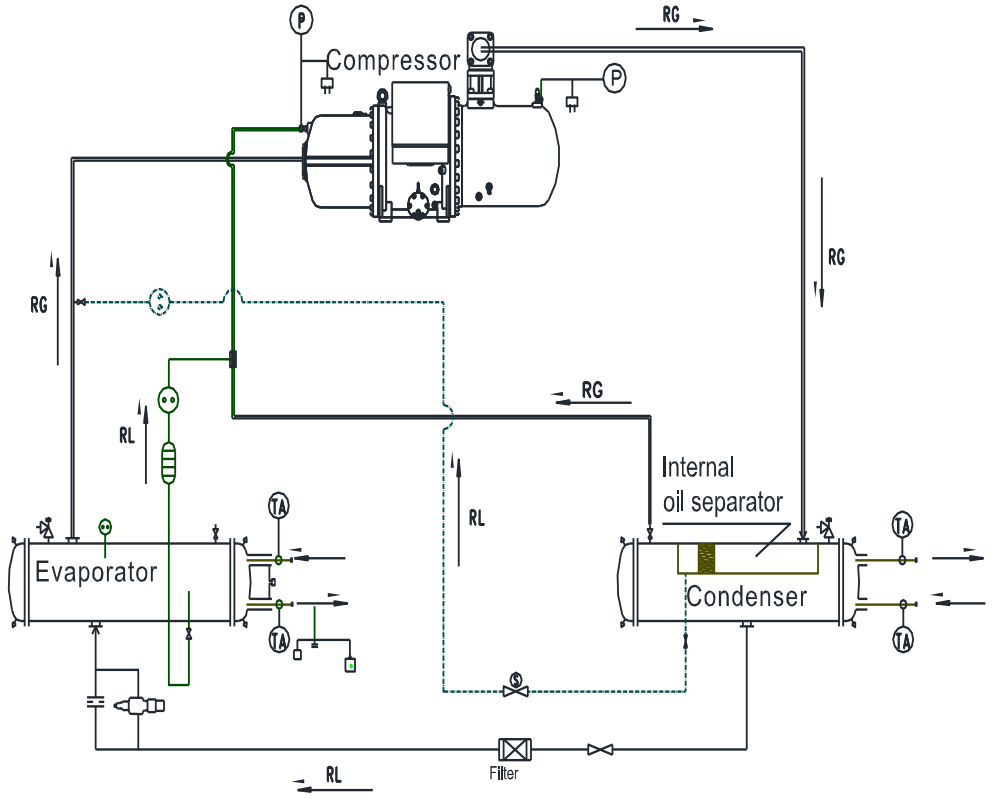 P
RG
Compressor
P
RG
RG
RG
RL
Internal
oil separator
RL
TA
TA
Evaporator
Condenser
TA
TA
S
Filter
RL